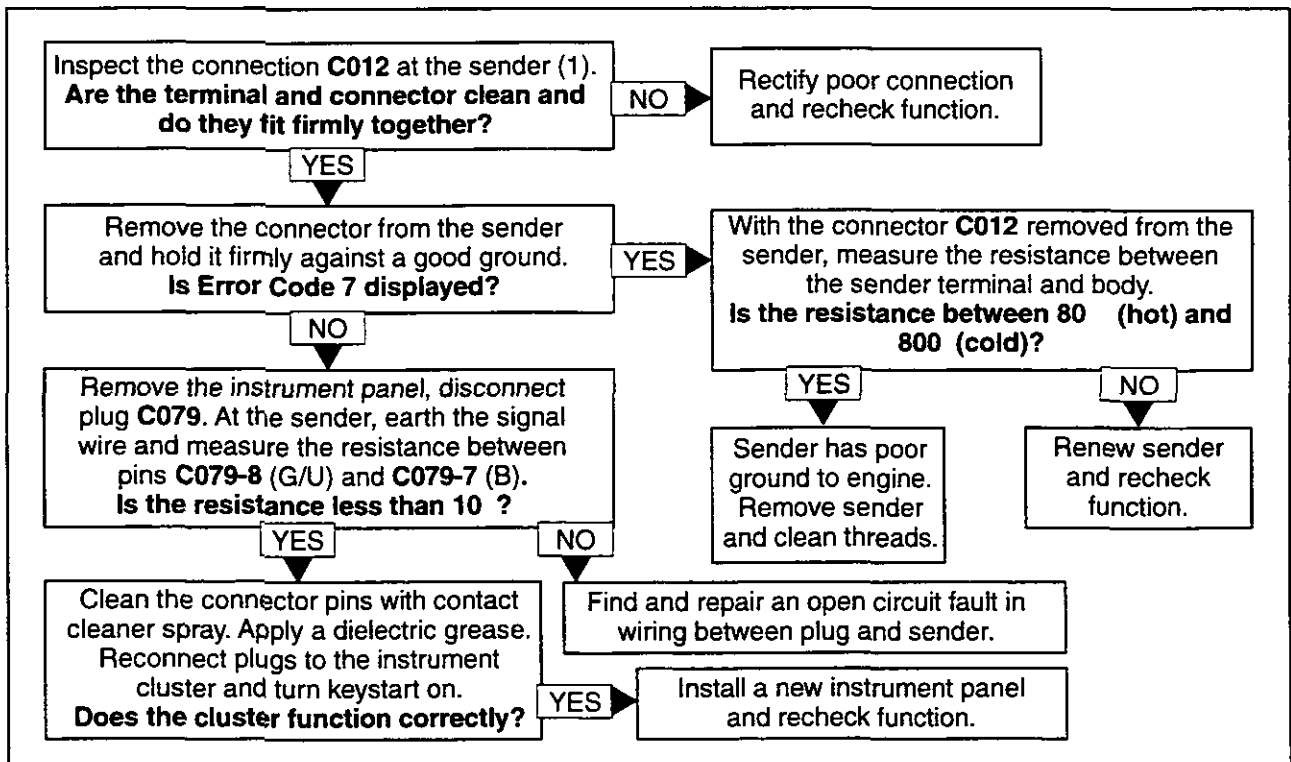 Inspect the connection C012 at the sender (1).
Are the terminal and connector clean and
do they fit firmly together?
NO
Rectify poor connection
and recheck function.
YES
Remove the connector from the sender
and hold it firmly against a good ground.
Is Error Code 7 displayed?
YES
With the connector C012 removed from the
sender, measure the resistance between
the sender terminal and body.
Is the resistance between 80 (hot) and
800 (cold)?
NO
YES
NO
Remove the instrument panel, disconnect
plug C079. At the sender, earth the signal
wire and measure the resistance between
pins C079-8 (G/U) and C079-7 (B).
Is the resistance less than 10 ?
Sender has poor
ground to engine.
Remove sender
and clean threads.
Renew sender
and recheck
function.
YES
NO
Clean the connector pins with contact
cleaner spray. Apply a dielectric grease.
Reconnect plugs to the instrument
cluster and turn keystart on.
Does the cluster function correctly?
Find and repair an open circuit fault in
wiring between plug and sender.
YES
Install a new instrument panel
and recheck function.